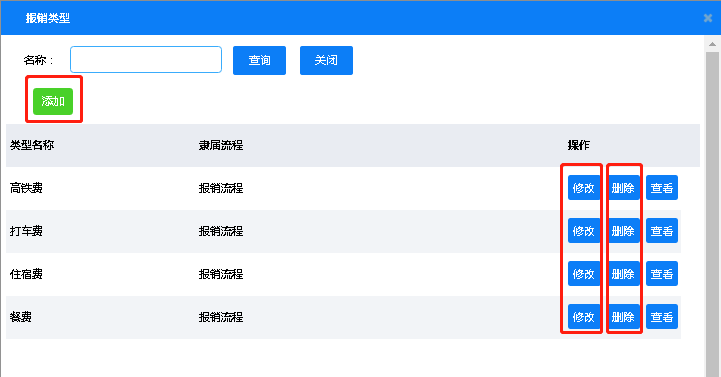 报销类型
名称： 查询 关闭
添加
类型名称 隶属流程 操作
高铁费 报销流程 修改 删除 查看
打车费 报销流程 修改 删除 查看
住宿费 报销流程 修改 删除 查看
餐费 报销流程 修改 删除 查看